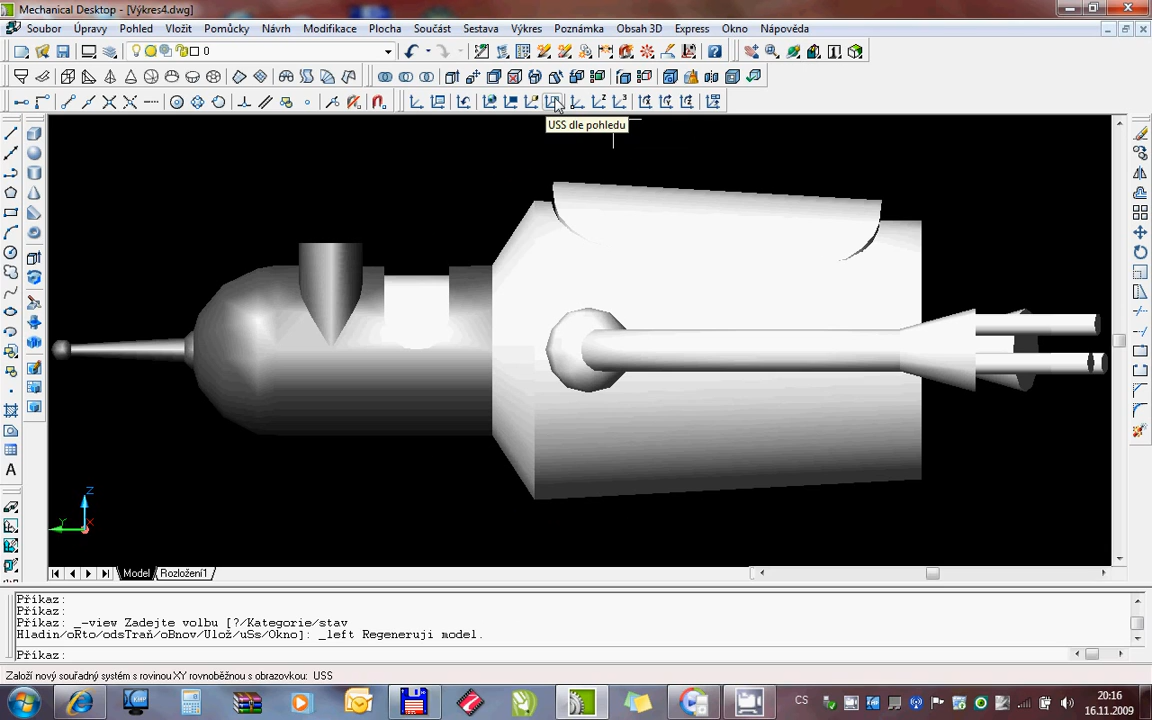 Mechanical Desktop - [Výkres4.dwg]
Soubor Úpravy Pohled Vložit Pomůcky Návrh Modifikace Plocha Součást Sestava Výkres Poznámka Obsah 3D Express Okno Nápověda
0
USS dle pohledu
Z
Y
X
A
Model Rozložení1
Příkaz:
Příkaz:
Příkaz: _-view Zadejte volbu [?/Kategorie/stav
Hladin/oRto/odsTraň/oBnov/Ulož/uSs/Okno]: _left Regeneruji model.
Příkaz:
Založí nový souřadný systém s rovinou XY rovnoběžnou s obrazovkou: USS
CS
20:16
16.11.2009